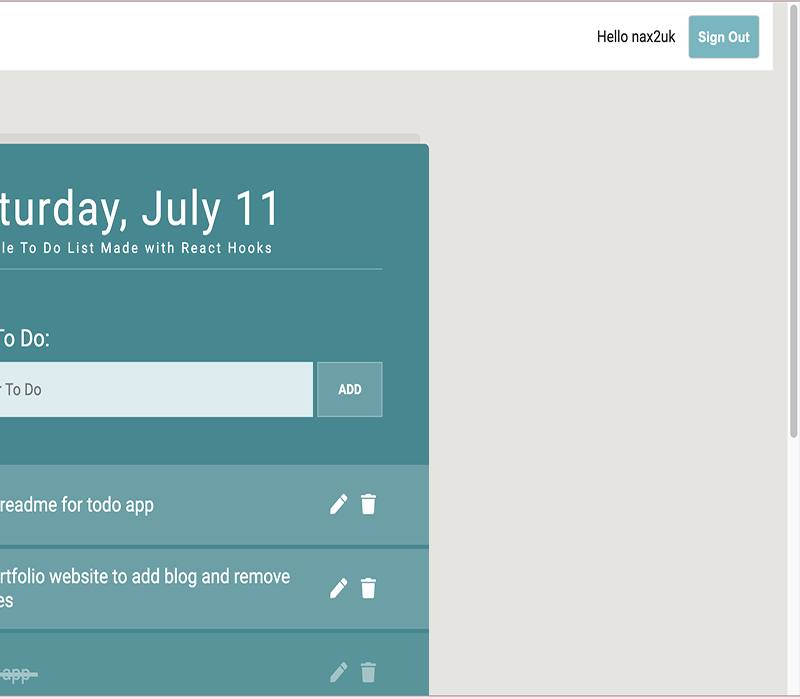 Hello nax2uk
Sign Out
turday, July 11
le To Do List Made with React Hooks
To Do:
To Do
ADD
readme for todo app
rtfolio website to add blog and remove
es
app